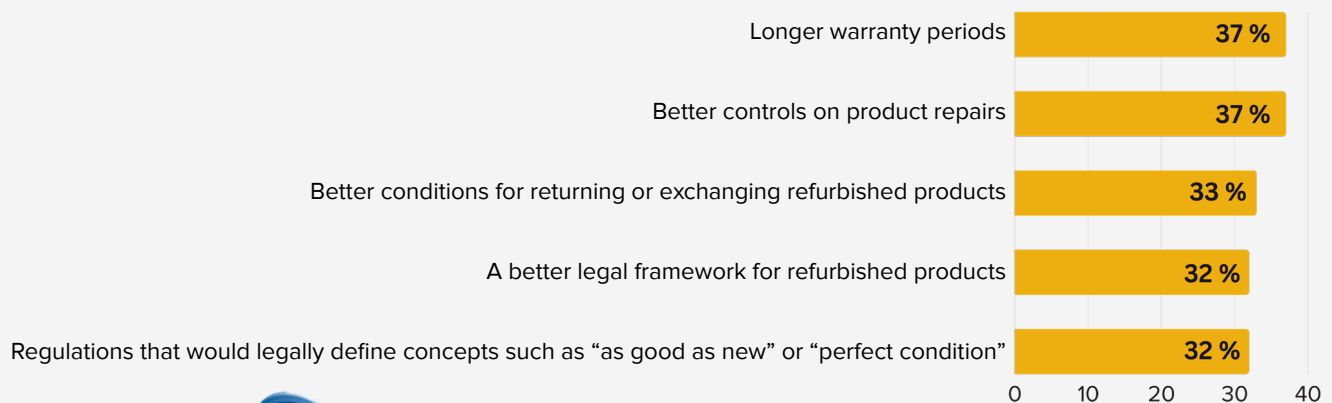 Longer warranty periods 37 %
Better controls on product repairs 37 %
Better conditions for returning or exchanging refurbished products 33 %
A better legal framework for refurbished products 32 %
Regulations that would legally define concepts such as “as good as new” or “perfect condition” 32 %
0 10 20 30 40